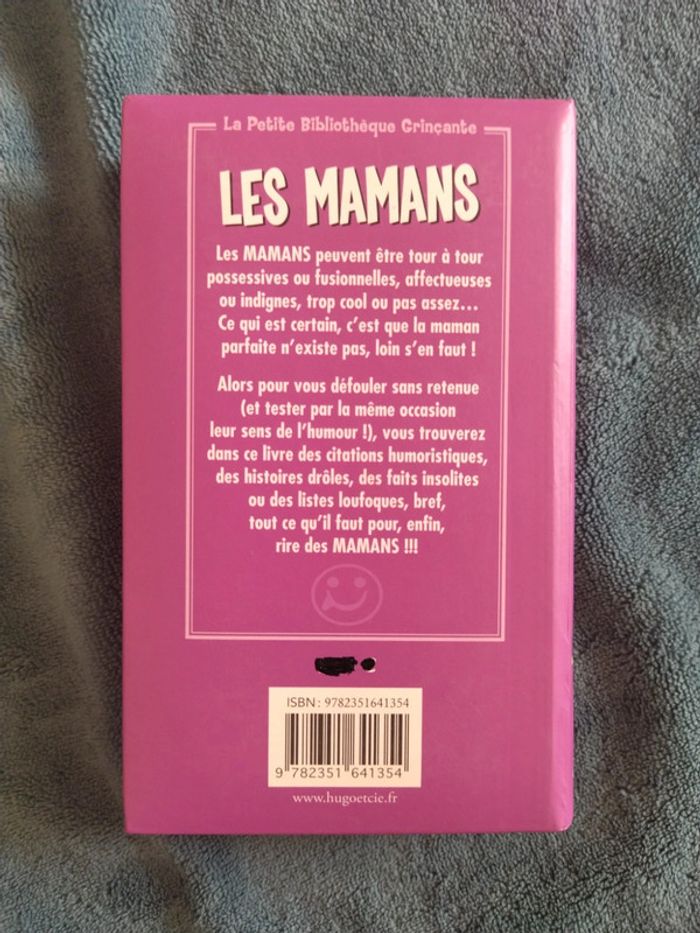 La Petite Bibliothèque Grinçante
LES MAMANS
Les MAMANS peuvent être tour à tour
possessives ou fusionnelles, affectueuses
ou indignes, trop cool ou pas assez...
Ce qui est certain, c'est que la maman
parfaite n'existe pas, loin s'en faut !
Alors pour vous défouler sans retenue
(et tester par la même occasion
leur sens de l'humour !), vous trouverez
dans ce livre des citations humoristiques,
des histoires drôles, des faits insolites
ou des listes loufoques, bref,
tout ce qu'il faut pour, enfin,
rire des MAMANS !!!
ISBN : 9782351641354
9 782351 641354
www.hugoetcie.fr